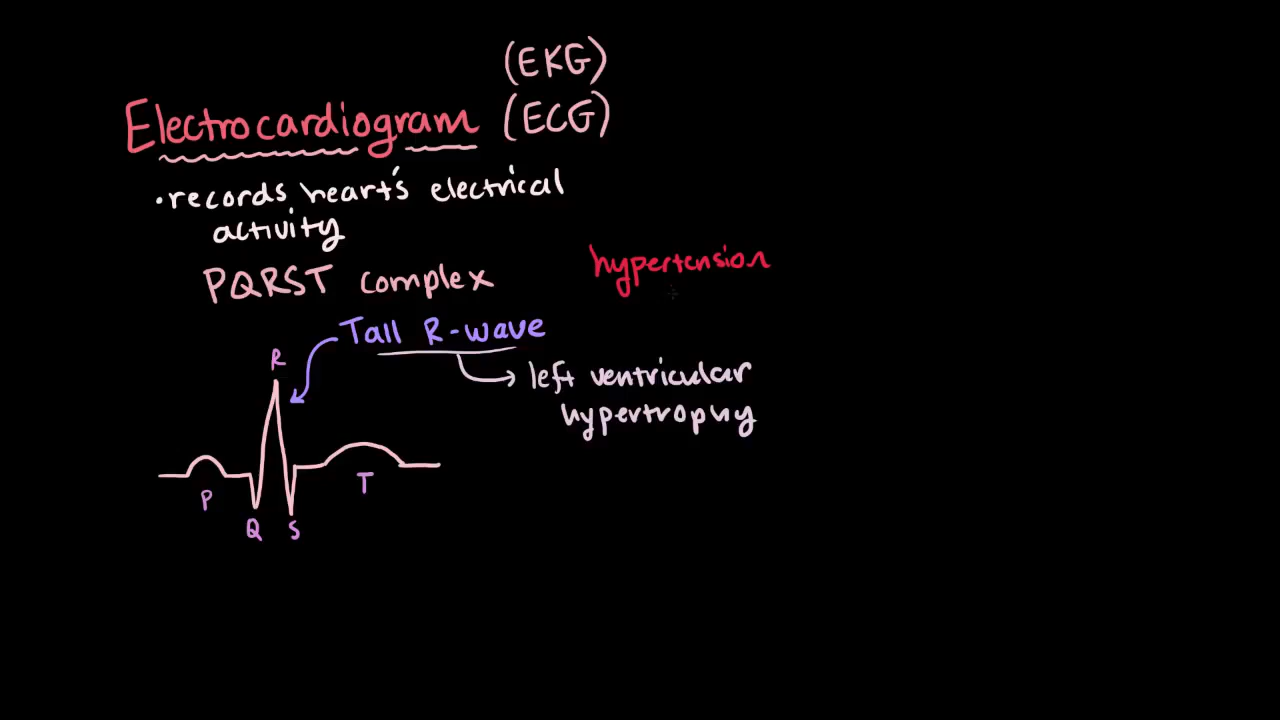 (EKG)
Electrocardiogram (ECG)
• records heart's electrical
activity
PQRST complex
hypertension
Tall R-wave
R
left ventricular
hypertrophy
P
T
Q S